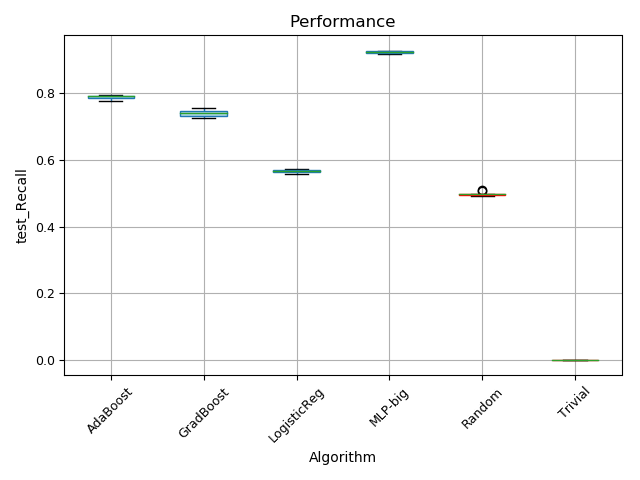 Performance
test_Recall
0.8
0.6
0.4
0.2
0.0
AdaBoost
GradBoost
LogisticReg
MLP-big
Random
Trivial
Algorithm